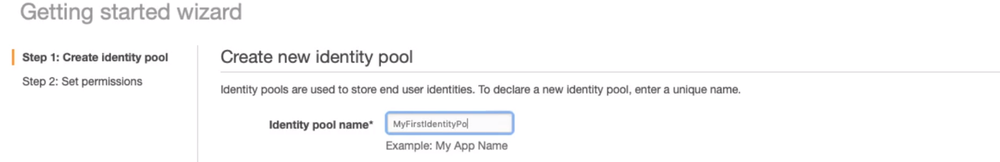 Getting started wizard
Step 1: Create identity pool
Step 2: Set permissions
Create new identity pool
Identity pools are used to store end user identities. To declare a new identity pool, enter a unique name.
Identity pool name* MyFirstIdentityPo
Example: My App Name